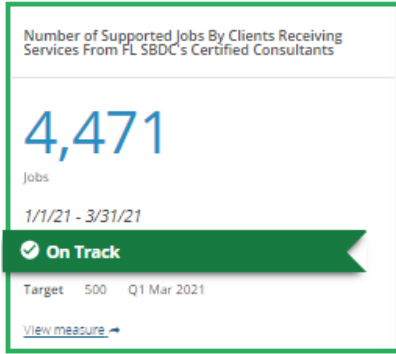 Number of Supported Jobs By Clients Receiving
Services From FL SBDC's Certified Consultants
4,471
Jobs
1/1/21 - 3/31/21
On Track
Target 500 Q1 Mar 2021
View measure